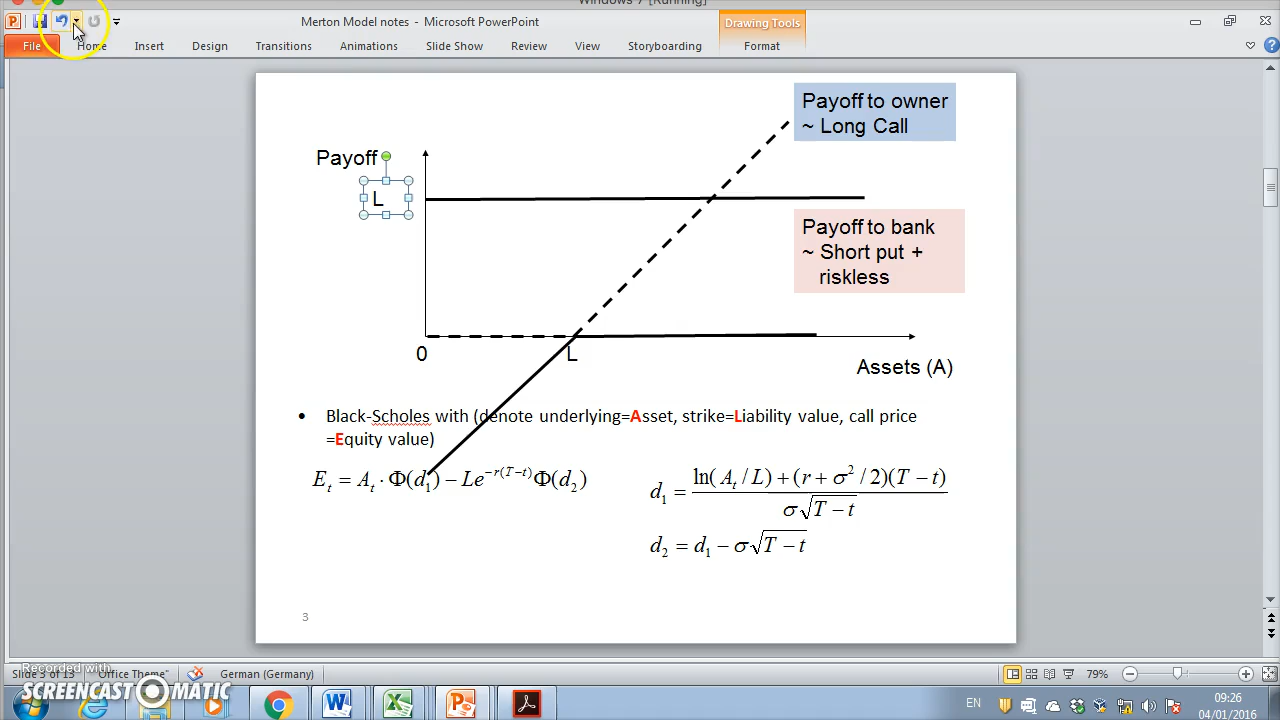 Windows 7 [Running]
Merton Model notes - Microsoft PowerPoint
Drawing Tools
File Home Insert Design Transitions Animations Slide Show Review View Storyboarding Format
Payoff to owner
~ Long Call
Payoff
L
Payoff to bank
~ Short put +
riskless
0
L
Assets (A)
• Black-Scholes with (denote underlying=Asset, strike=Liability value, call price
=Equity value)
E_t = A_t · Φ(d_1) − Le^{−r(T−t)}Φ(d_2)
d_1 = (ln(A_t / L) + (r + σ^2 / 2)(T − t)) / (σ√(T − t))
d_2 = d_1 − σ√(T − t)
3
Slide 3 of 13 "Office Theme" German (Germany) 79%
Recorded with
SCREENCAST MATIC
EN
09:26
04/01/2016